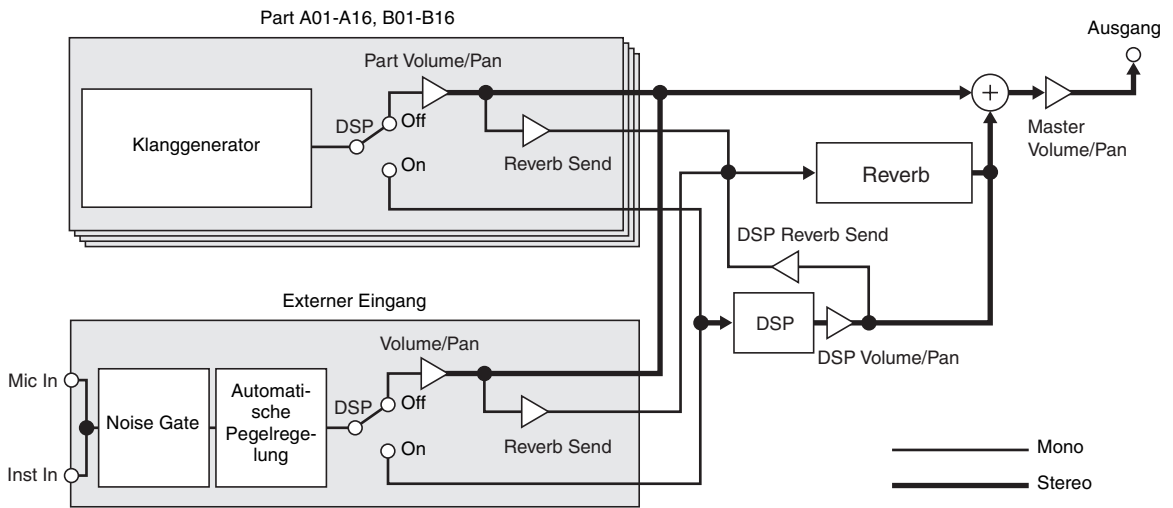 Part A01-A16, B01-B16
Ausgang
Part Volume/Pan
DSP
Off
Klanggenerator
On
Reverb Send
+
Master
Volume/Pan
Reverb
DSP Reverb Send
Externer Eingang
DSP
DSP Volume/Pan
Volume/Pan
Mic In
Noise Gate
Automati-
sche
Pegelrege-
lung
DSP
Off
On
Reverb Send
Inst In
Mono
Stereo